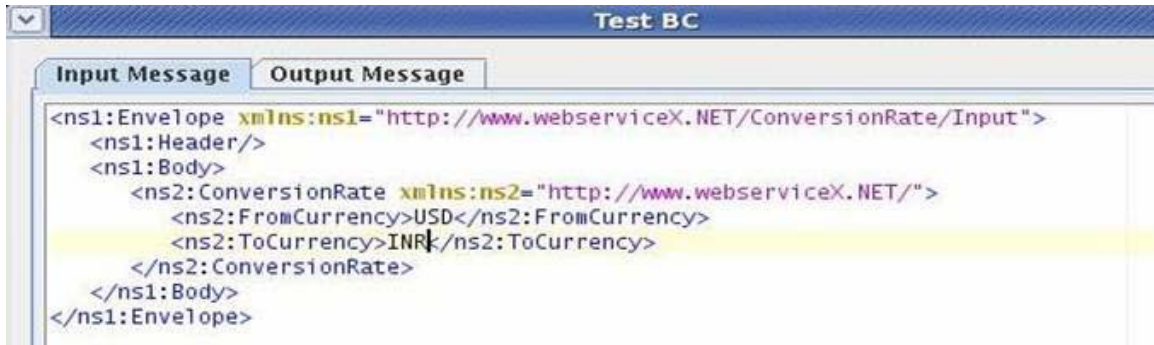 Test BC
Input Message Output Message
<ns1:Envelope xmlns:ns1="http://www.webserviceX.NET/ConversionRate/Input">
<ns1:Header/>
<ns1:Body>
<ns2:ConversionRate xmlns:ns2="http://www.webserviceX.NET/">
<ns2:FromCurrency>USD</ns2:FromCurrency>
<ns2:ToCurrency>INR</ns2:ToCurrency>
</ns2:ConversionRate>
</ns1:Body>
</ns1:Envelope>